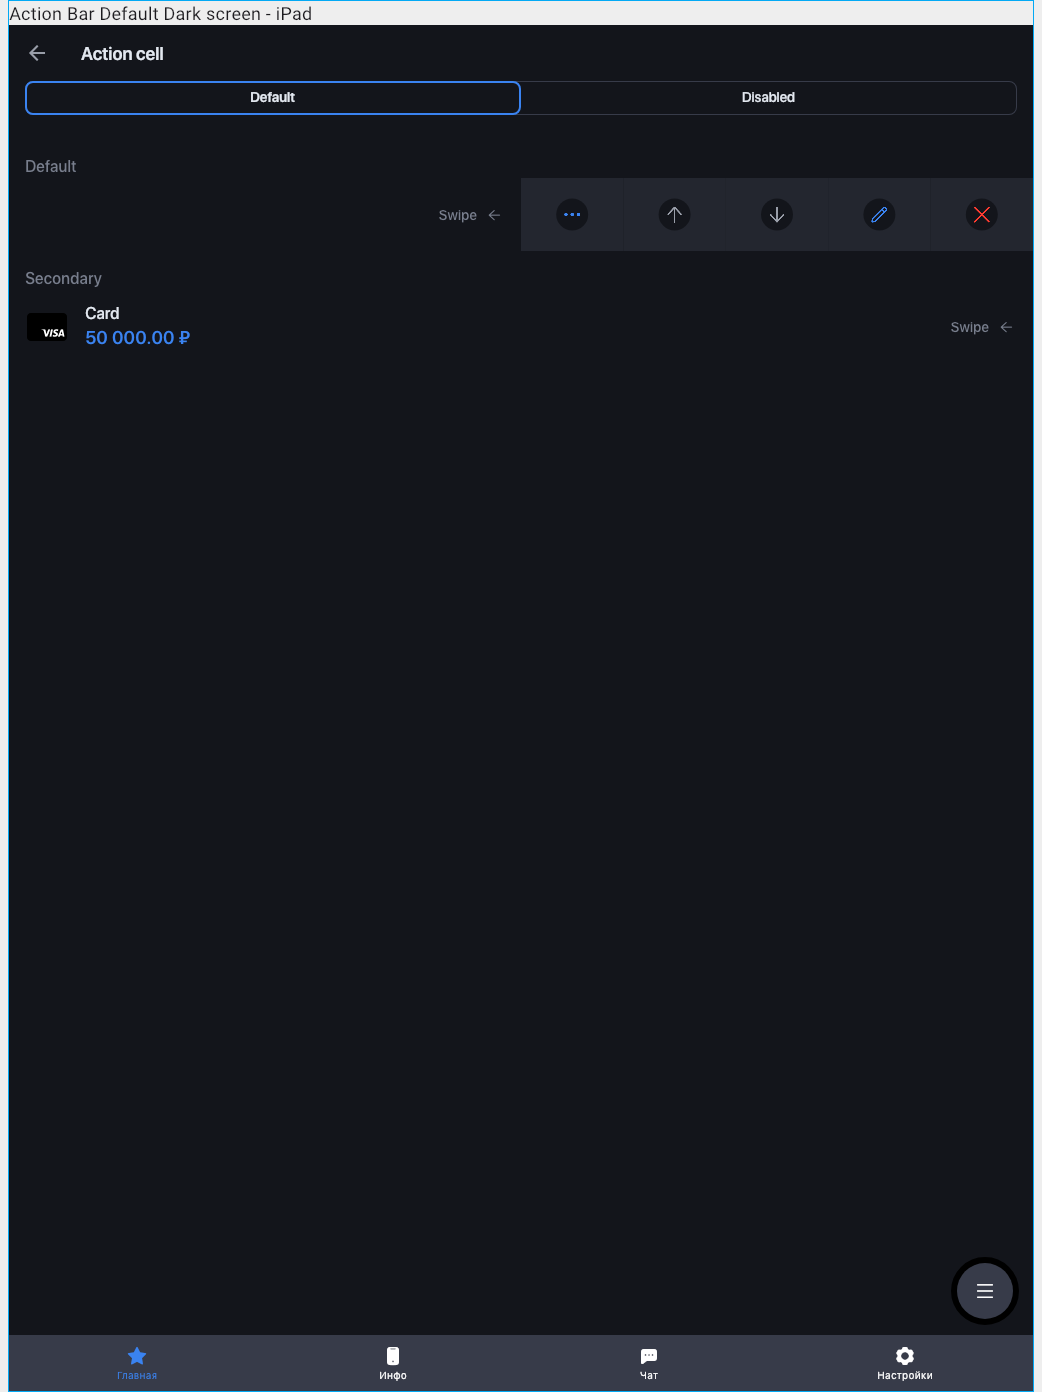 Action Bar Default Dark screen - iPad
Action cell
Default
Disabled
Default
Swipe
Secondary
VISA
Card
50 000.00 ₽
Swipe
Главная
Инфо
Чат
Настройки